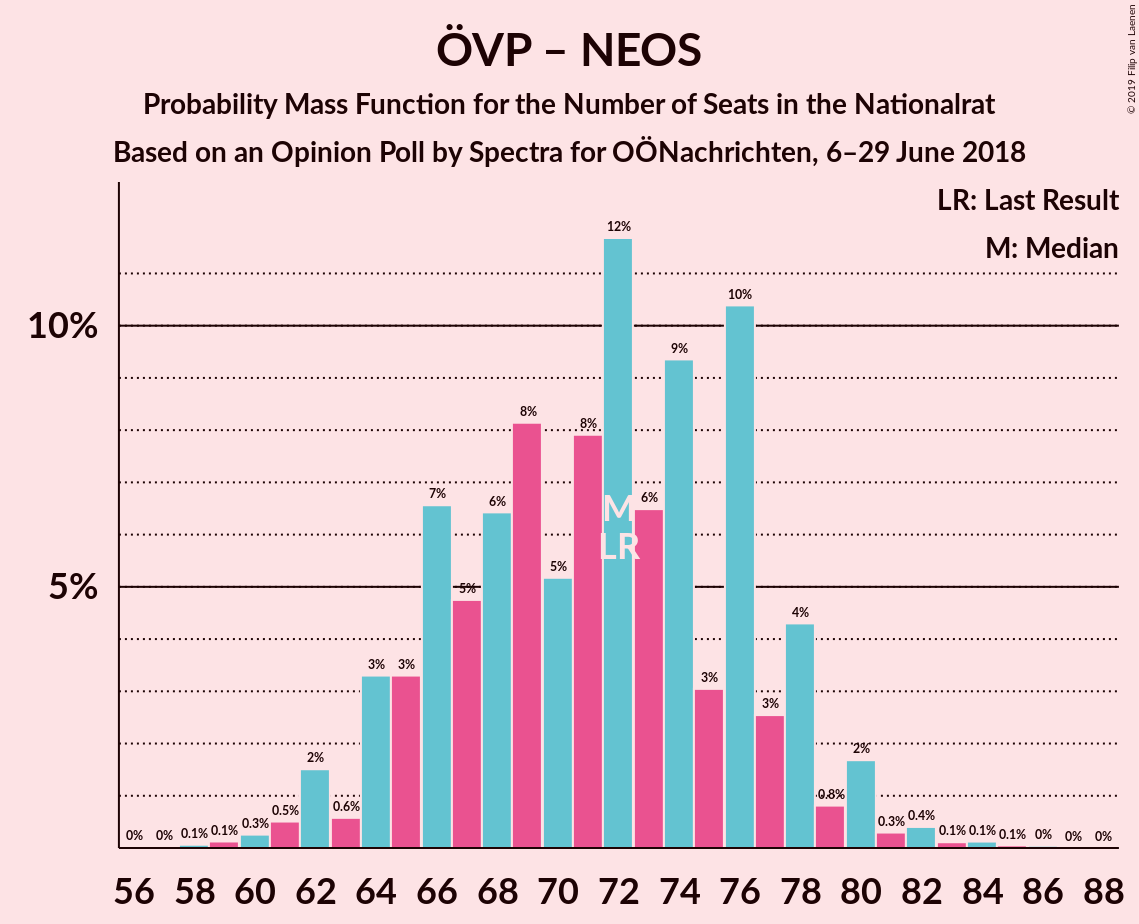 ÖVP – NEOS
Probability Mass Function for the Number of Seats in the Nationalrat
Based on an Opinion Poll by Spectra for OÖNachrichten, 6–29 June 2018
© 2019 Filip van Laenen
LR: Last Result
M: Median
10%
5%
0% 0% 0.1% 0.1% 0.3% 0.5% 2% 0.6% 3% 3% 7% 5% 6% 8% 5% 8% 12% 6% 9% 3% 10% 3% 4% 0.8% 2% 0.3% 0.4% 0.1% 0.1% 0.1% 0% 0% 0%
M
LR
56 58 60 62 64 66 68 70 72 74 76 78 80 82 84 86 88